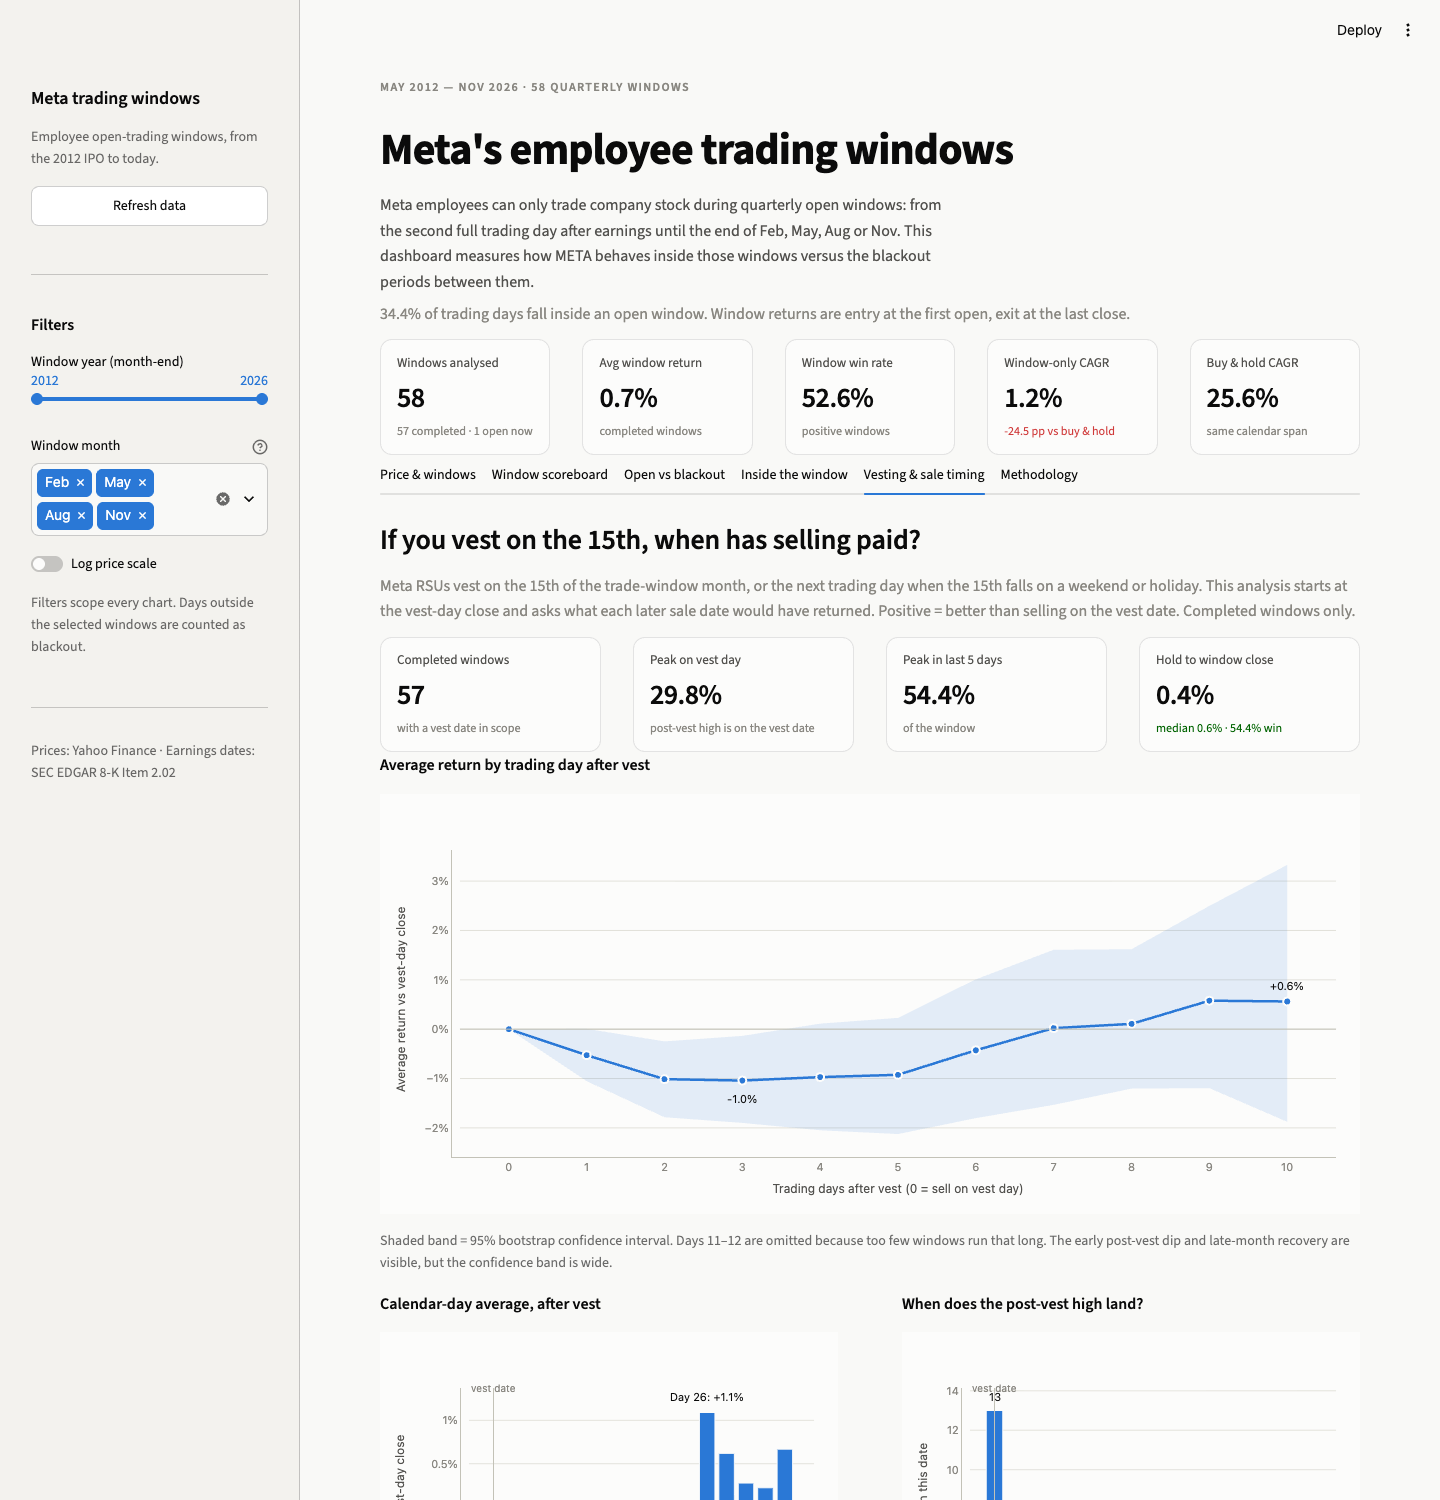 Deploy
Meta trading windows
Employee open-trading windows, from
the 2012 IPO to today.
Refresh data
Filters
Window year (month-end)
2012 2026
Window month
Feb × May ×
Aug × Nov ×
Log price scale
Filters scope every chart. Days outside
the selected windows are counted as
blackout.
Prices: Yahoo Finance · Earnings dates:
SEC EDGAR 8-K Item 2.02
MAY 2012 — NOV 2026 · 58 QUARTERLY WINDOWS
Meta's employee trading windows
Meta employees can only trade company stock during quarterly open windows: from
the second full trading day after earnings until the end of Feb, May, Aug or Nov. This
dashboard measures how META behaves inside those windows versus the blackout
periods between them.
34.4% of trading days fall inside an open window. Window returns are entry at the first open, exit at the last close.
Windows analysed
58
57 completed · 1 open now
Avg window return
0.7%
completed windows
Window win rate
52.6%
positive windows
Window-only CAGR
1.2%
-24.5 pp vs buy & hold
Buy & hold CAGR
25.6%
same calendar span
Price & windows Window scoreboard Open vs blackout Inside the window Vesting & sale timing Methodology
If you vest on the 15th, when has selling paid?
Meta RSUs vest on the 15th of the trade-window month, or the next trading day when the 15th falls on a weekend or holiday. This analysis starts at
the vest-day close and asks what each later sale date would have returned. Positive = better than selling on the vest date. Completed windows only.
Completed windows
57
with a vest date in scope
Peak on vest day
29.8%
post-vest high is on the vest date
Peak in last 5 days
54.4%
of the window
Hold to window close
0.4%
median 0.6% · 54.4% win
Average return by trading day after vest
Average return vs vest-day close
3%
2%
1%
0%
−1%
−2%
+0.6%
-1.0%
0 1 2 3 4 5 6 7 8 9 10
Trading days after vest (0 = sell on vest day)
Shaded band = 95% bootstrap confidence interval. Days 11–12 are omitted because too few windows run that long. The early post-vest dip and late-month recovery are
visible, but the confidence band is wide.
Calendar-day average, after vest
vest date
Day 26: +1.1%
1%
0.5%
st-day close
When does the post-vest high land?
vest date
13
14
12
10
n this date